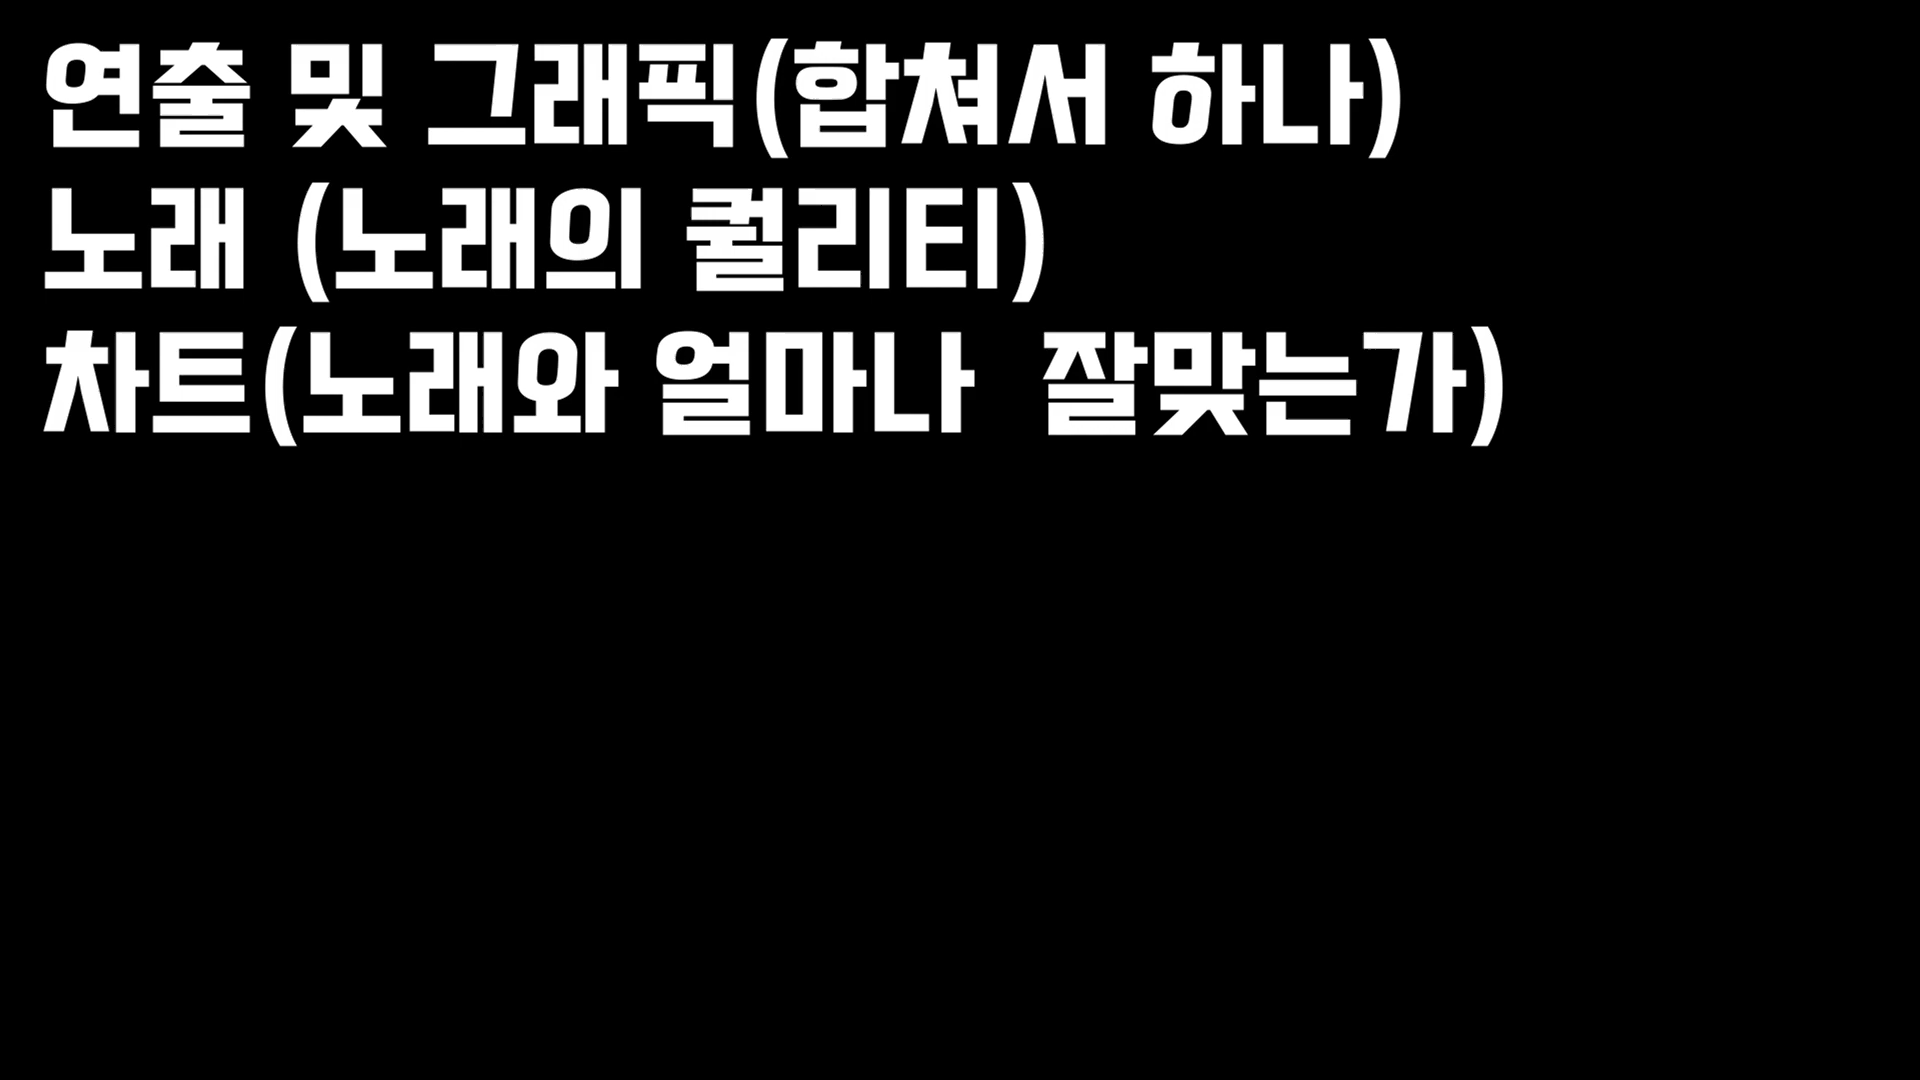 연출 및 그래픽(합쳐서 하나)
노래 (노래의 퀄리티)
차트(노래와 얼마나 잘맞는가)